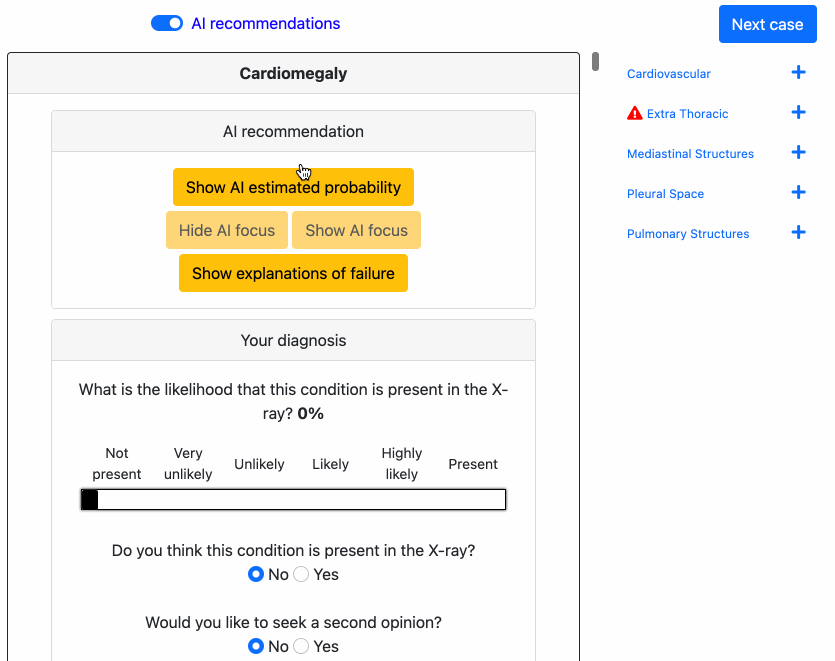 AI recommendations
Next case
Cardiomegaly
AI recommendation
Show AI estimated probability
Hide AI focus
Show AI focus
Show explanations of failure
Your diagnosis
What is the likelihood that this condition is present in the X-
ray? 0%
Not present
Very unlikely
Unlikely
Likely
Highly likely
Present
Do you think this condition is present in the X-ray?
No Yes
Would you like to seek a second opinion?
No Yes
Cardiovascular
Extra Thoracic
Mediastinal Structures
Pleural Space
Pulmonary Structures